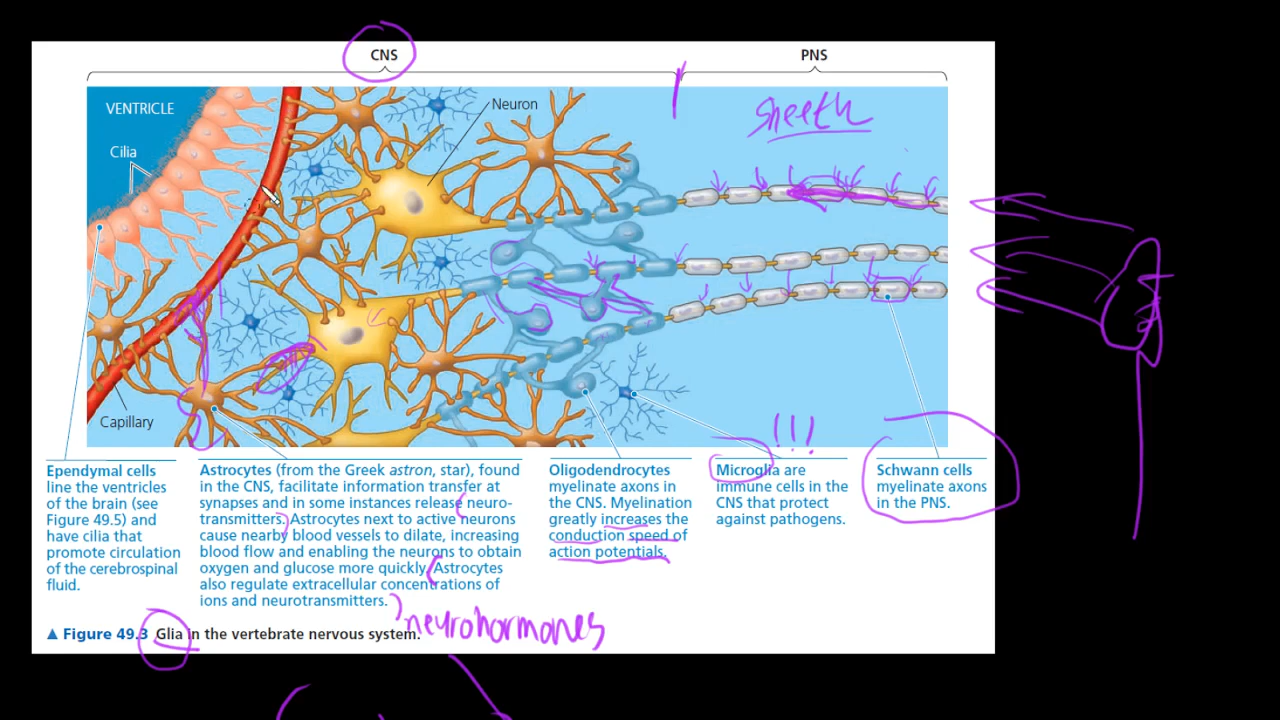 CNS
PNS
VENTRICLE
Neuron
sheeth
Cilia
Capillary
Ependymal cells
line the ventricles
of the brain (see
Figure 49.5) and
have cilia that
promote circulation
of the cerebrospinal
fluid.
Astrocytes (from the Greek astron, star), found
in the CNS, facilitate information transfer at
synapses and in some instances release neuro-
transmitters. Astrocytes next to active neurons
cause nearby blood vessels to dilate, increasing
blood flow and enabling the neurons to obtain
oxygen and glucose more quickly. Astrocytes
also regulate extracellular concentrations of
ions and neurotransmitters.
Oligodendrocytes
myelinate axons in
the CNS. Myelination
greatly increases the
conduction speed of
action potentials.
!!!
Microglia are
immune cells in the
CNS that protect
against pathogens.
Schwann cells
myelinate axons
in the PNS.
neurohormones
▲ Figure 49.3 Glia in the vertebrate nervous system.